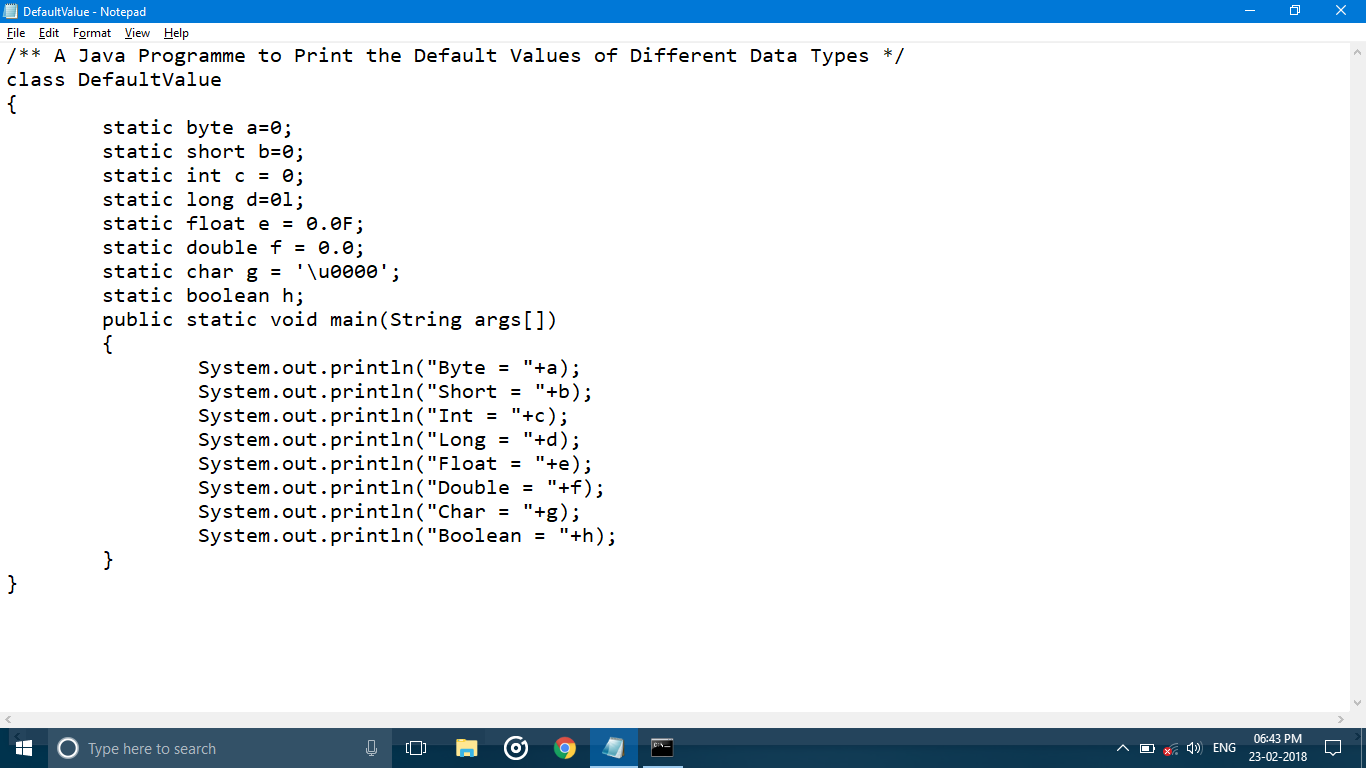 DefaultValue - Notepad
File Edit Format View Help
/** A Java Programme to Print the Default Values of Different Data Types */
class DefaultValue
{
static byte a=0;
static short b=0;
static int c = 0;
static long d=0l;
static float e = 0.0F;
static double f = 0.0;
static char g = '\u0000';
static boolean h;
public static void main(String args[])
{
System.out.println("Byte = "+a);
System.out.println("Short = "+b);
System.out.println("Int = "+c);
System.out.println("Long = "+d);
System.out.println("Float = "+e);
System.out.println("Double = "+f);
System.out.println("Char = "+g);
System.out.println("Boolean = "+h);
}
}
Type here to search
ENG
06:43 PM
23-02-2018